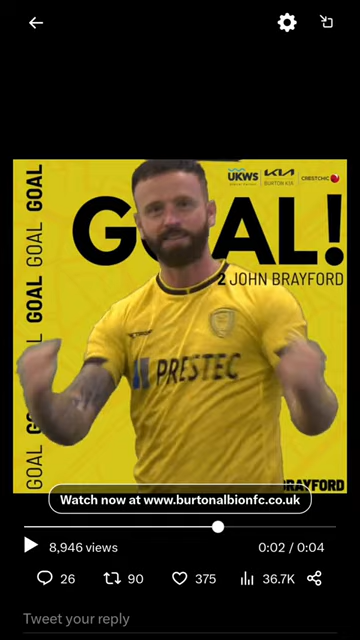 UKWS
KIA
BURTON KIA
CRESTCHIC
GOAL GOAL GOAL GOAL GOAL
GOAL!
2 JOHN BRAYFORD
PRESTEC
BRAYFORD
Watch now at www.burtonalbionfc.co.uk
8,946 views
0:02 / 0:04
26
90
375
36.7K
Tweet your reply